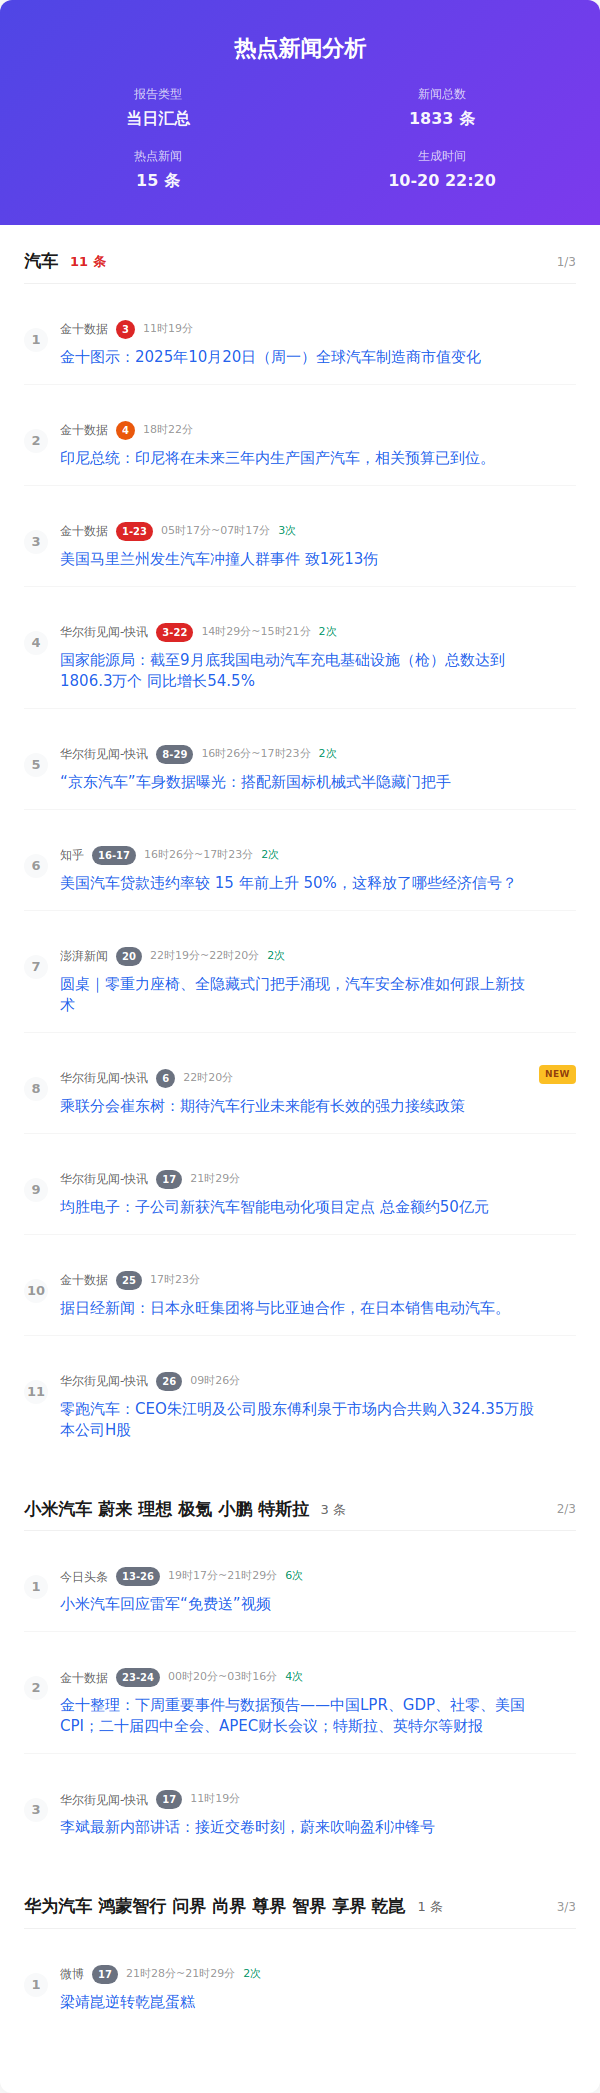 热点新闻分析
报告类型
新闻总数
当日汇总
1833 条
热点新闻
生成时间
15 条
10-20 22:20
汽车 11 条 1/3
1
金十数据 3 11时19分
金十图示：2025年10月20日（周一）全球汽车制造商市值变化
2
金十数据 4 18时22分
印尼总统：印尼将在未来三年内生产国产汽车，相关预算已到位。
3
金十数据 1-23 05时17分~07时17分 3次
美国马里兰州发生汽车冲撞人群事件 致1死13伤
4
华尔街见闻-快讯 3-22 14时29分~15时21分 2次
国家能源局：截至9月底我国电动汽车充电基础设施（枪）总数达到
1806.3万个 同比增长54.5%
5
华尔街见闻-快讯 8-29 16时26分~17时23分 2次
“京东汽车”车身数据曝光：搭配新国标机械式半隐藏门把手
6
知乎 16-17 16时26分~17时23分 2次
美国汽车贷款违约率较 15 年前上升 50%，这释放了哪些经济信号？
7
澎湃新闻 20 22时19分~22时20分 2次
圆桌｜零重力座椅、全隐藏式门把手涌现，汽车安全标准如何跟上新技
术
8
华尔街见闻-快讯 6 22时20分 NEW
乘联分会崔东树：期待汽车行业未来能有长效的强力接续政策
9
华尔街见闻-快讯 17 21时29分
均胜电子：子公司新获汽车智能电动化项目定点 总金额约50亿元
10
金十数据 25 17时23分
据日经新闻：日本永旺集团将与比亚迪合作，在日本销售电动汽车。
11
华尔街见闻-快讯 26 09时26分
零跑汽车：CEO朱江明及公司股东傅利泉于市场内合共购入324.35万股
本公司H股
小米汽车 蔚来 理想 极氪 小鹏 特斯拉 3 条 2/3
1
今日头条 13-26 19时17分~21时29分 6次
小米汽车回应雷军“免费送”视频
2
金十数据 23-24 00时20分~03时16分 4次
金十整理：下周重要事件与数据预告——中国LPR、GDP、社零、美国
CPI；二十届四中全会、APEC财长会议；特斯拉、英特尔等财报
3
华尔街见闻-快讯 17 11时19分
李斌最新内部讲话：接近交卷时刻，蔚来吹响盈利冲锋号
华为汽车 鸿蒙智行 问界 尚界 尊界 智界 享界 乾崑 1 条 3/3
1
微博 17 21时28分~21时29分 2次
梁靖崑逆转乾崑蛋糕